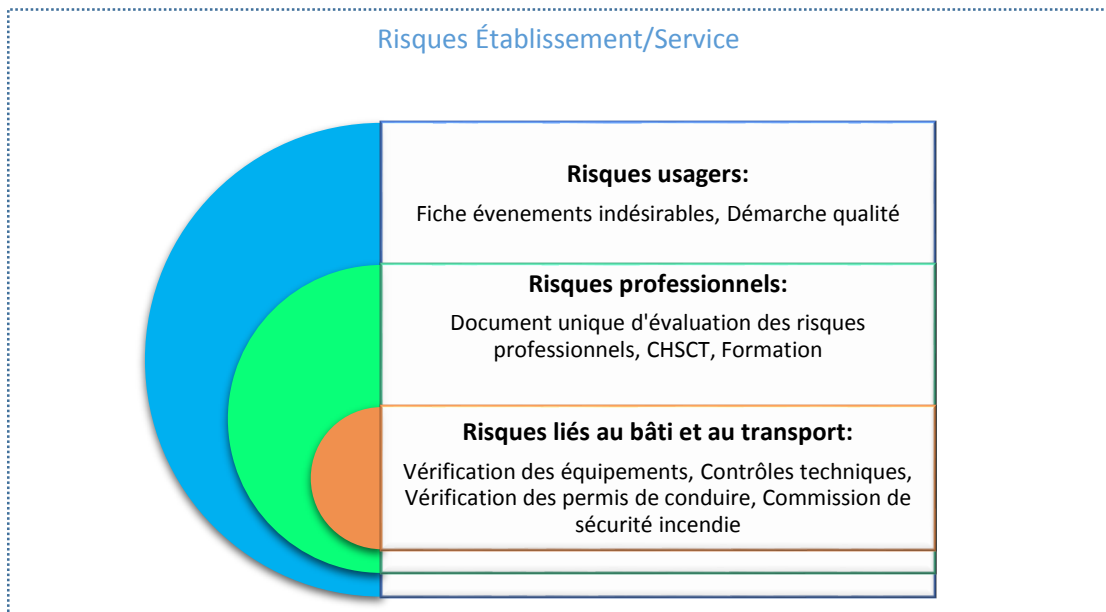 Risques Établissement/Service
Risques usagers:
Fiche évenements indésirables, Démarche qualité
Risques professionnels:
Document unique d'évaluation des risques
professionnels, CHSCT, Formation
Risques liés au bâti et au transport:
Vérification des équipements, Contrôles techniques,
Vérification des permis de conduire, Commission de
sécurité incendie